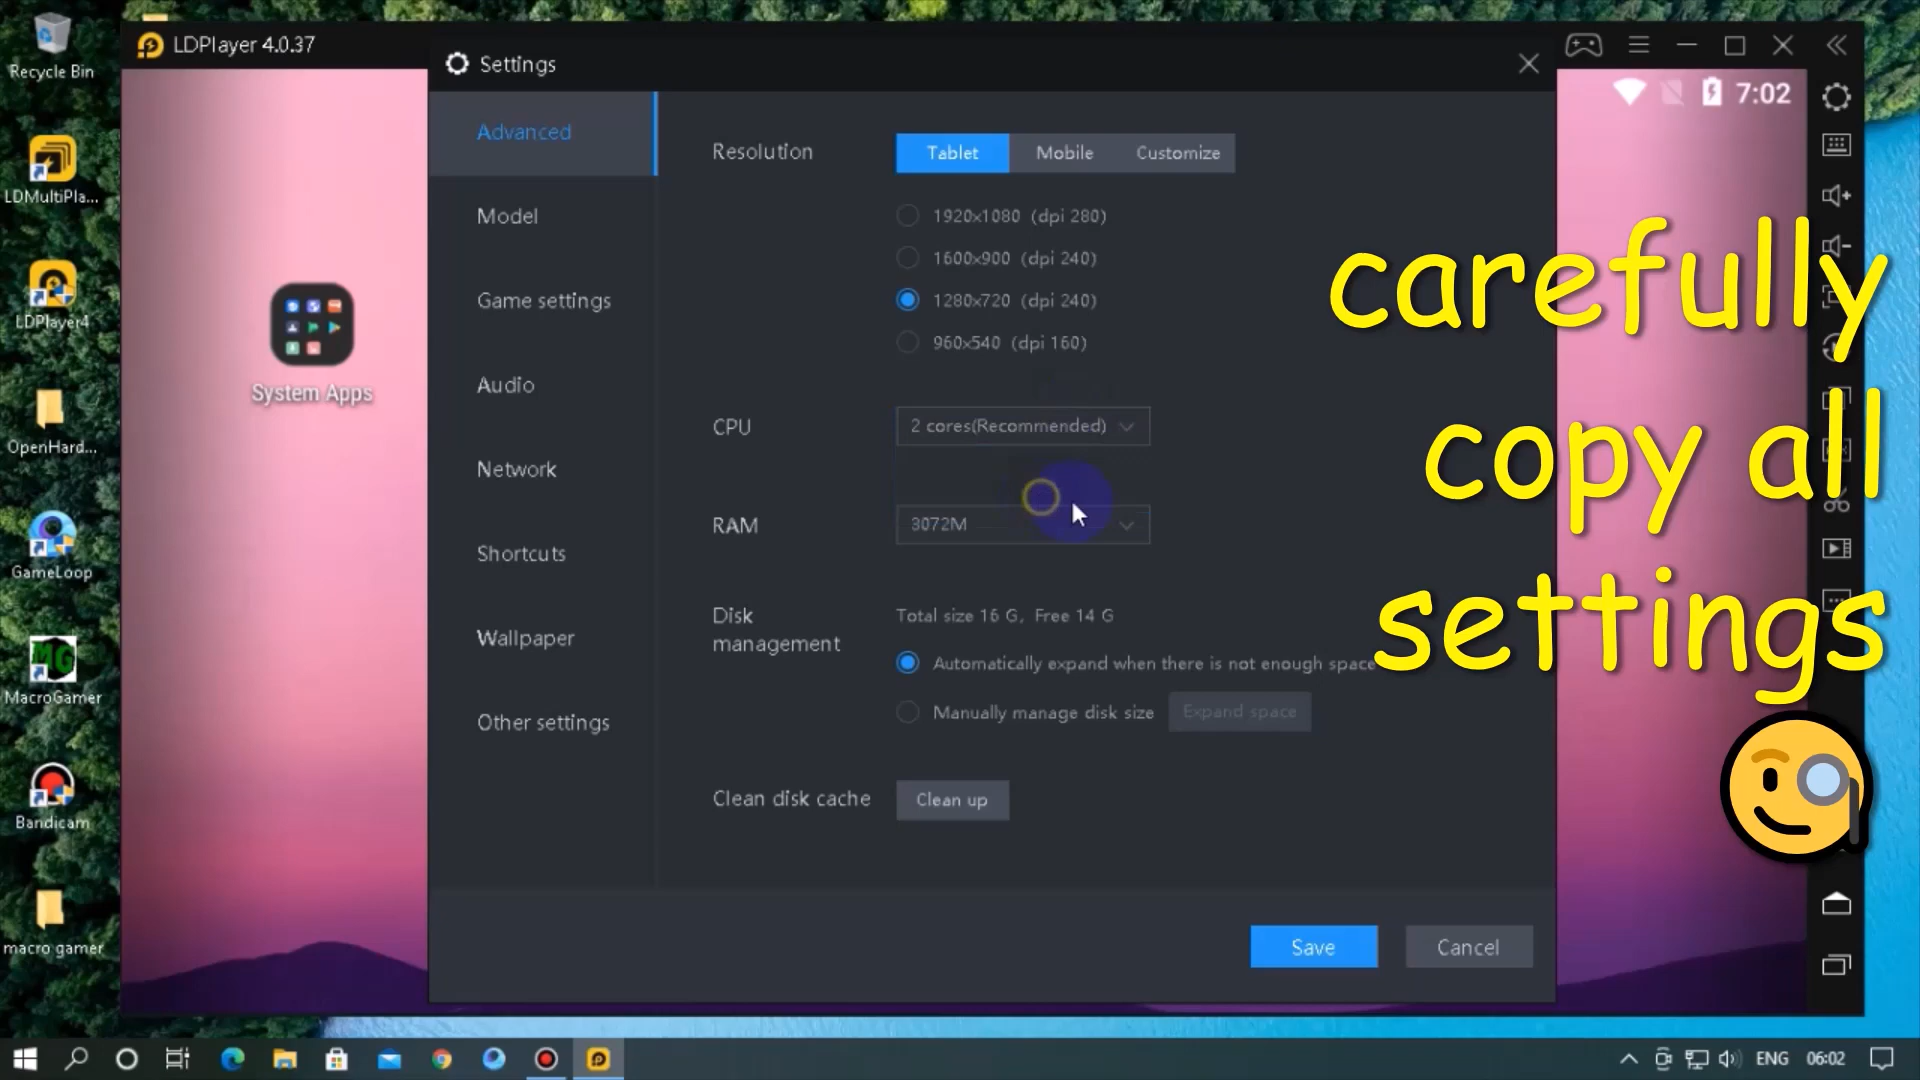 Recycle Bin
LDMultiPla...
LDPlayer4
OpenHard...
GameLoop
MG
MacroGamer
Bandicam
macro gamer
LDPlayer 4.0.37
7:02
System Apps
Settings
Advanced
Model
Game settings
Audio
Network
Shortcuts
Wallpaper
Other settings
Resolution
Tablet
Mobile
Customize
1920x1080 (dpi 280)
1600x900 (dpi 240)
1280x720 (dpi 240)
960x540 (dpi 160)
CPU
2 cores(Recommended)
RAM
3072M
Disk
management
Total size 16 G, Free 14 G
Automatically expand when there is not enough space
Manually manage disk size
Expand space
Clean disk cache
Clean up
Save
Cancel
carefully
copy all
settings
ENG
06:02